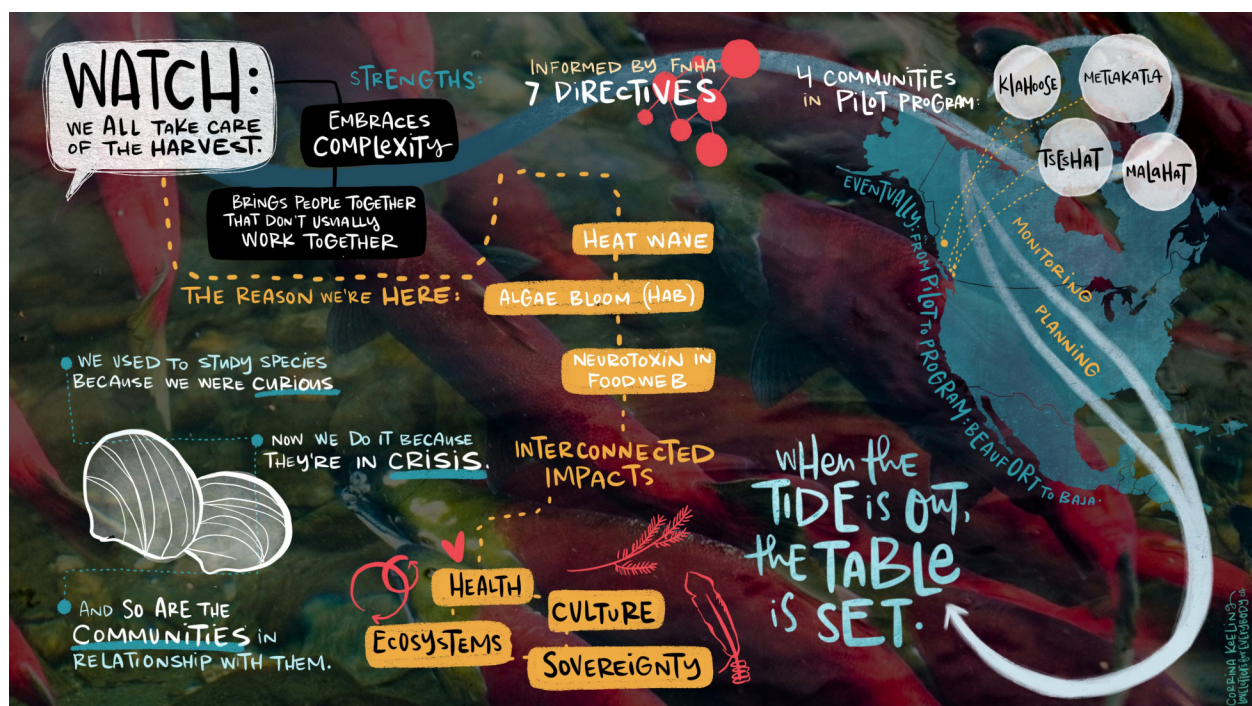 WATCH:
WE ALL TAKE CARE
OF THE HARVEST.
STRENGTHS:
EMBRACES
COMPLEXITY
BRINGS PEOPLE TOGETHER
THAT DON'T USUALLY
WORK TOGETHER
INFORMED BY FNHA
7 DIRECTIVES
4 COMMUNITIES
IN PILOT PROGRAM:
KLAHOOSE
METLAKATLA
TSESHAT
MALAHAT
EVENTUALLY: FROM PILOT TO PROGRAM: BEAUFORT TO BAJA.
MONITORING
PLANNING
THE REASON WE'RE HERE:
HEAT WAVE
ALGAE BLOOM (HAB)
NEUROTOXIN IN
FOODWEB
INTERCONNECTED
IMPACTS
HEALTH
CULTURE
ECOSYSTEMS
SOVEREIGNTY
WE USED TO STUDY SPECIES
BECAUSE WE WERE CURIOUS
NOW WE DO IT BECAUSE
THEY'RE IN CRISIS.
AND SO ARE THE
COMMUNITIES IN
RELATIONSHIP WITH THEM.
WHEN THE
TIDE IS OUT,
THE TABLE
IS SET.
CORRINA KEELING